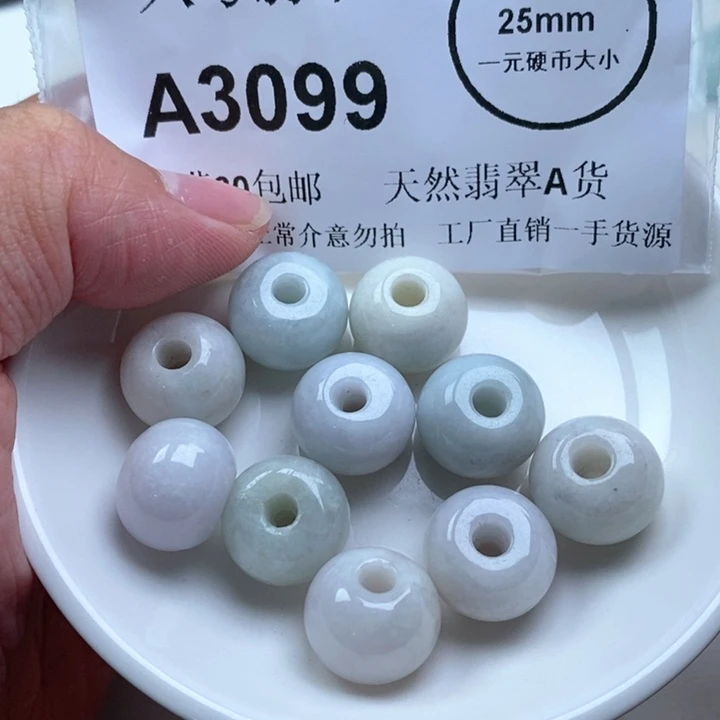 25mm
一元硬币大小
A3099
包邮 天然翡翠A货
常介意勿拍 工厂直销一手货源